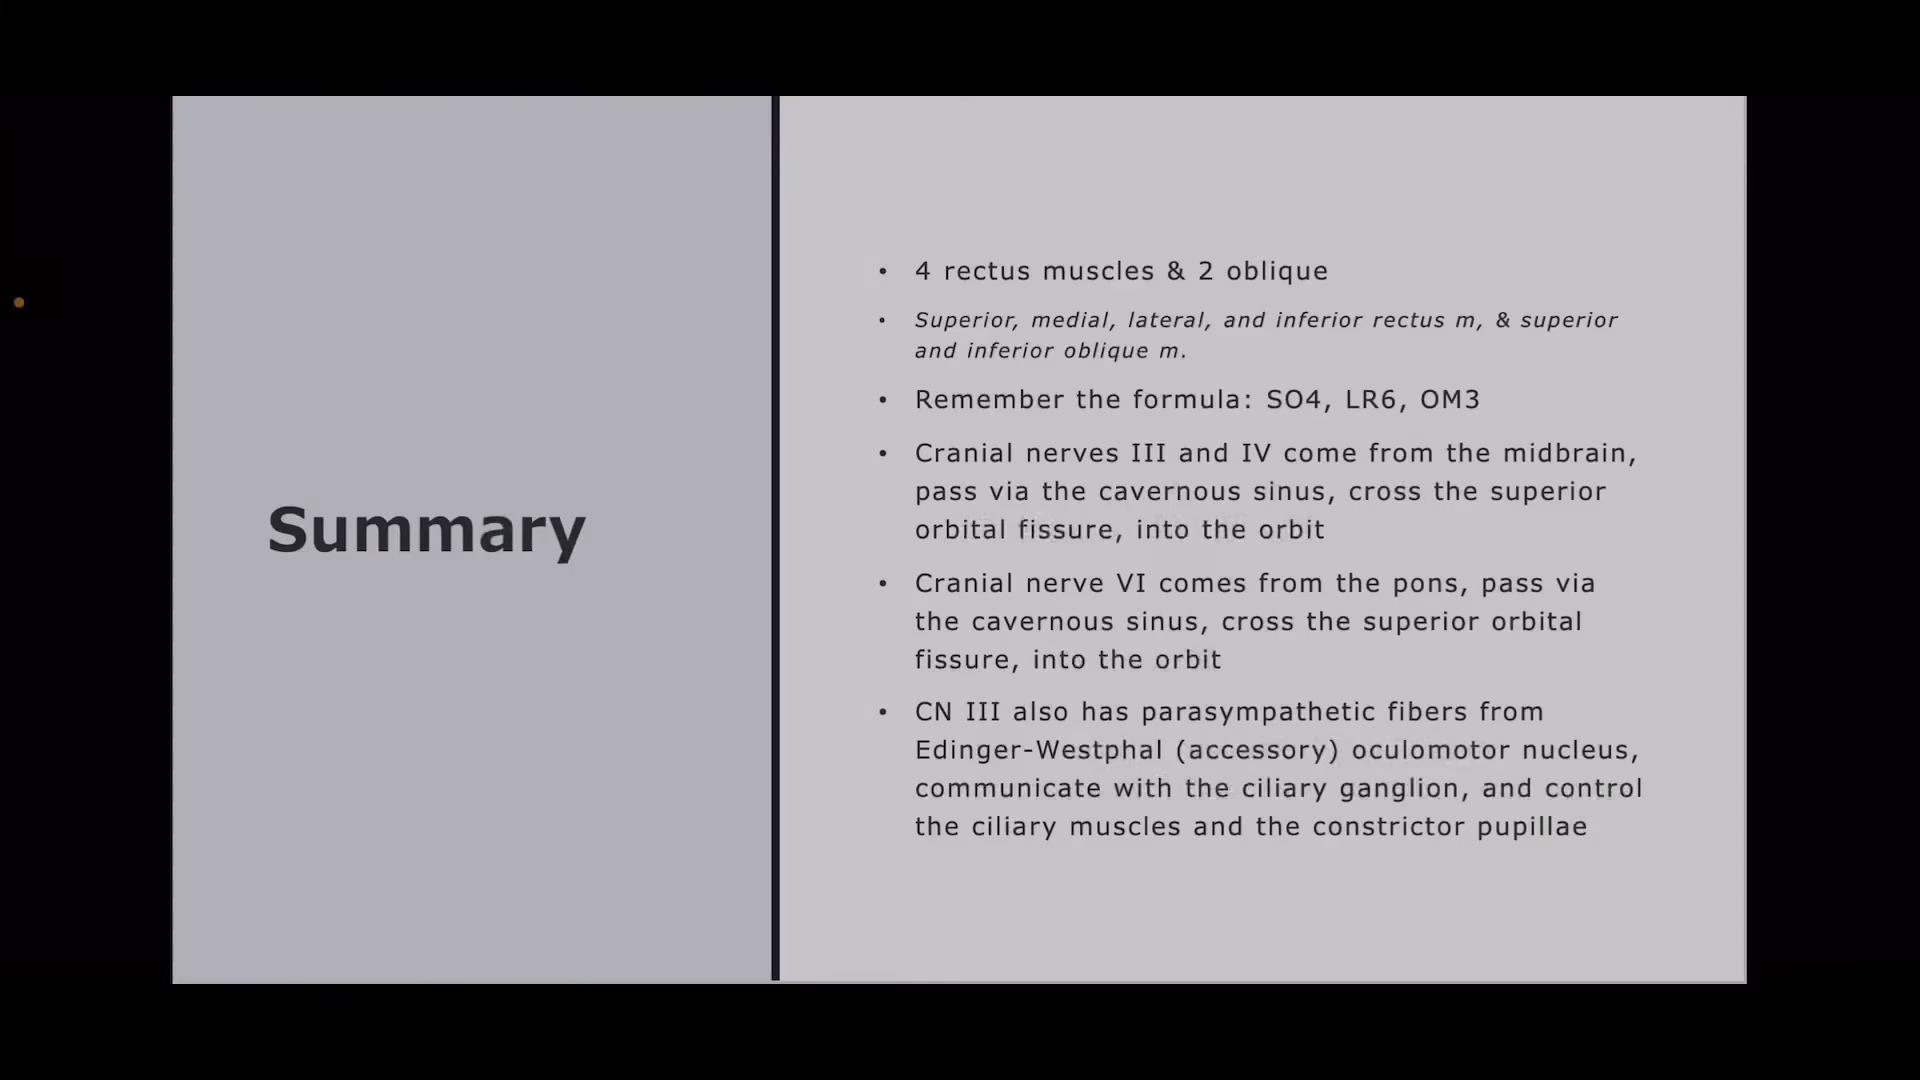 Summary
• 4 rectus muscles & 2 oblique
• Superior, medial, lateral, and inferior rectus m, & superior
and inferior oblique m.
• Remember the formula: SO4, LR6, OM3
• Cranial nerves III and IV come from the midbrain,
pass via the cavernous sinus, cross the superior
orbital fissure, into the orbit
• Cranial nerve VI comes from the pons, pass via
the cavernous sinus, cross the superior orbital
fissure, into the orbit
• CN III also has parasympathetic fibers from
Edinger-Westphal (accessory) oculomotor nucleus,
communicate with the ciliary ganglion, and control
the ciliary muscles and the constrictor pupillae